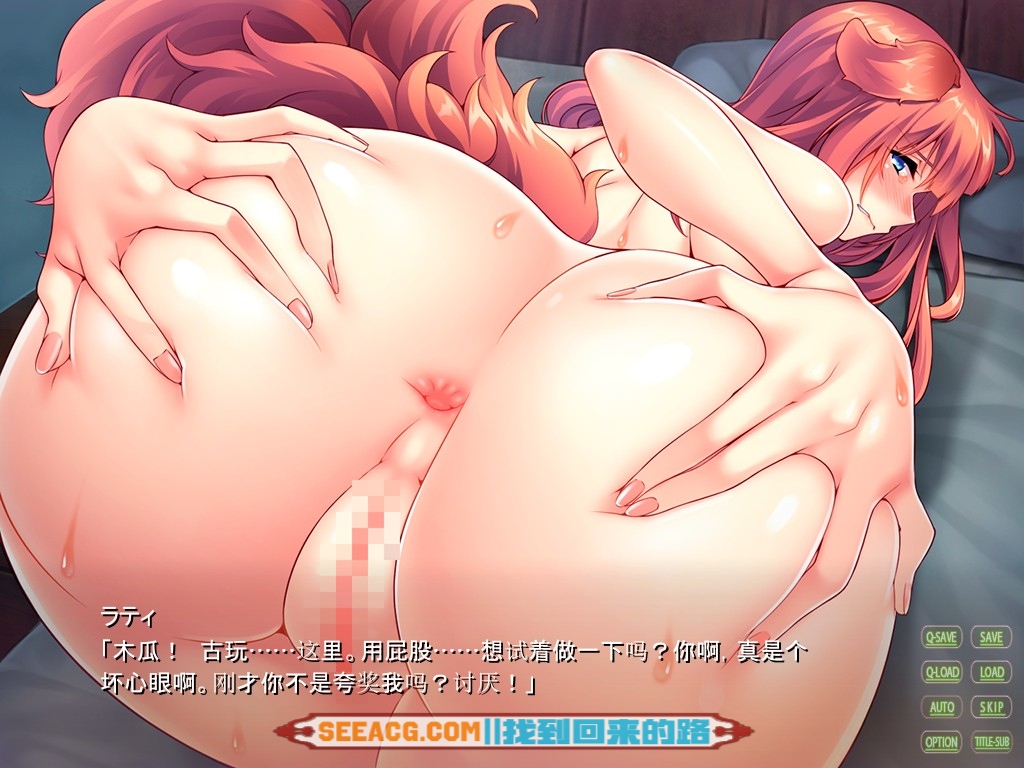 ラティ
「木瓜！ 古玩……这里。用屁股……想试着做一下吗？你啊，真是个
坏心眼啊。刚才你不是夸奖我吗？讨厌！」
Q-SAVE SAVE
Q-LOAD LOAD
AUTO SKIP
OPTION TITLE-SUB
SEEACG.COM||找到回来的路